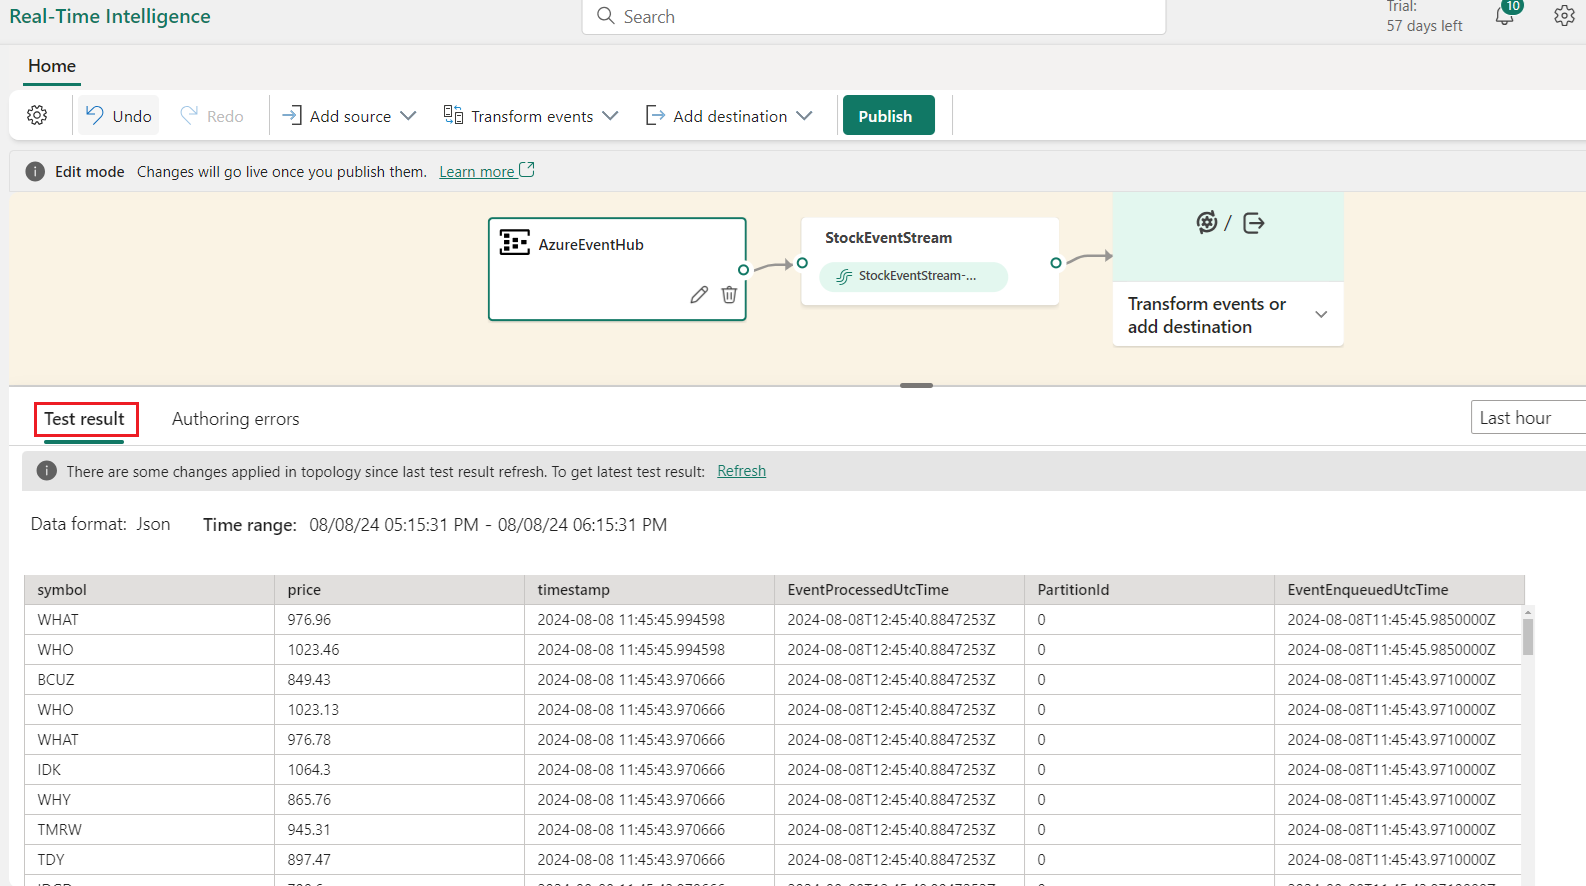 Real-Time Intelligence
Search
Trial:
57 days left
10
Home
Undo
Redo
Add source
Transform events
Add destination
Publish
Edit mode Changes will go live once you publish them. Learn more
AzureEventHub
StockEventStream
StockEventStream-...
Transform events or
add destination
Test result
Authoring errors
Last hour
There are some changes applied in topology since last test result refresh. To get latest test result: Refresh
Data format: Json Time range: 08/08/24 05:15:31 PM - 08/08/24 06:15:31 PM
symbol price timestamp EventProcessedUtcTime PartitionId EventEnqueuedUtcTime
WHAT 976.96 2024-08-08 11:45:45.994598 2024-08-08T12:45:40.8847253Z 0 2024-08-08T11:45:45.9850000Z
WHO 1023.46 2024-08-08 11:45:45.994598 2024-08-08T12:45:40.8847253Z 0 2024-08-08T11:45:45.9850000Z
BCUZ 849.43 2024-08-08 11:45:43.970666 2024-08-08T12:45:40.8847253Z 0 2024-08-08T11:45:43.9710000Z
WHO 1023.13 2024-08-08 11:45:43.970666 2024-08-08T12:45:40.8847253Z 0 2024-08-08T11:45:43.9710000Z
WHAT 976.78 2024-08-08 11:45:43.970666 2024-08-08T12:45:40.8847253Z 0 2024-08-08T11:45:43.9710000Z
IDK 1064.3 2024-08-08 11:45:43.970666 2024-08-08T12:45:40.8847253Z 0 2024-08-08T11:45:43.9710000Z
WHY 865.76 2024-08-08 11:45:43.970666 2024-08-08T12:45:40.8847253Z 0 2024-08-08T11:45:43.9710000Z
TMRW 945.31 2024-08-08 11:45:43.970666 2024-08-08T12:45:40.8847253Z 0 2024-08-08T11:45:43.9710000Z
TDY 897.47 2024-08-08 11:45:43.970666 2024-08-08T12:45:40.8847253Z 0 2024-08-08T11:45:43.9710000Z